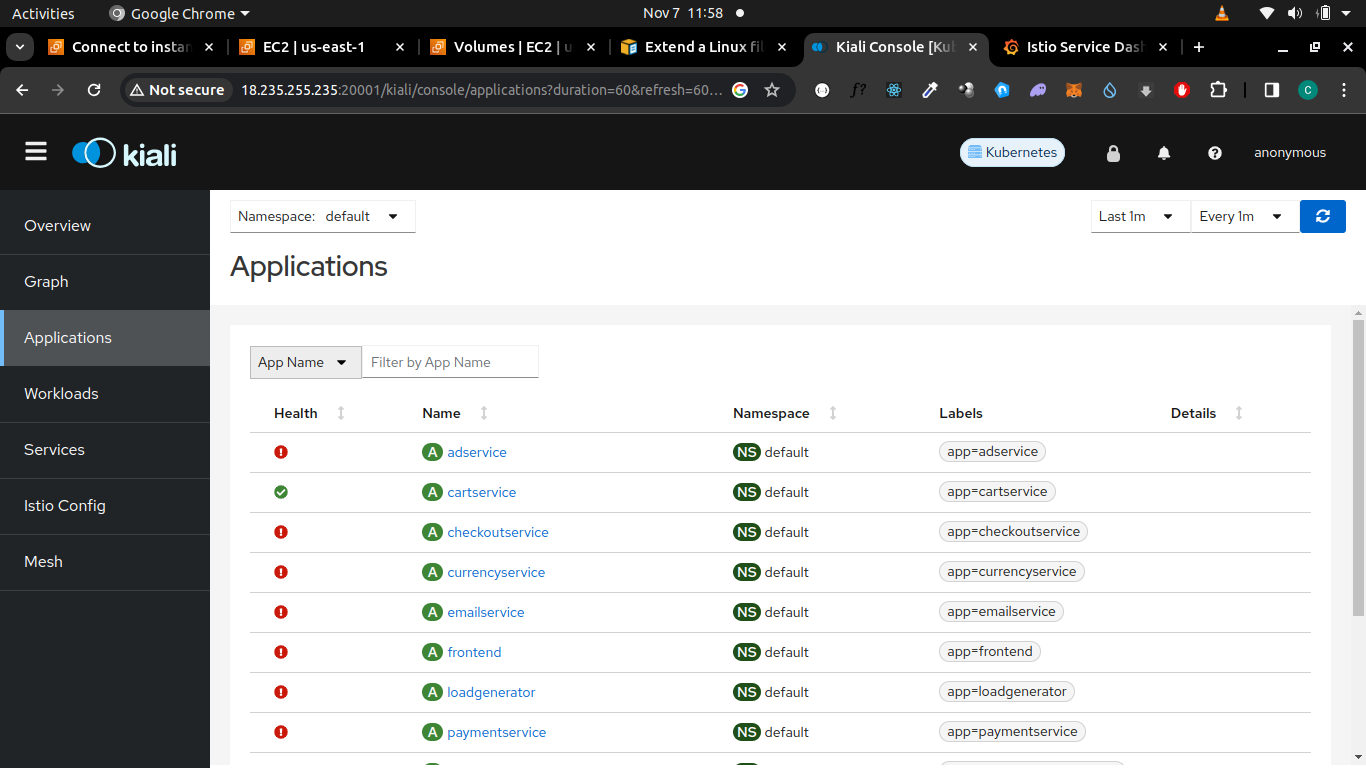 Activities Google Chrome Nov 7 11:58
Connect to instan EC2 | us-east-1 Volumes | EC2 | u Extend a Linux fil Kiali Console [Kub Istio Service Dash
Not secure 18.235.255.235:20001/kiali/console/applications?duration=60&refresh=60… f? C
kiali Kubernetes anonymous
Overview
Graph
Applications
Workloads
Services
Istio Config
Mesh
Namespace: default Last 1m Every 1m
Applications
App Name Filter by App Name
Health Name Namespace Labels Details
A adservice NS default app=adservice
A cartservice NS default app=cartservice
A checkoutservice NS default app=checkoutservice
A currencyservice NS default app=currencyservice
A emailservice NS default app=emailservice
A frontend NS default app=frontend
A loadgenerator NS default app=loadgenerator
A paymentservice NS default app=paymentservice